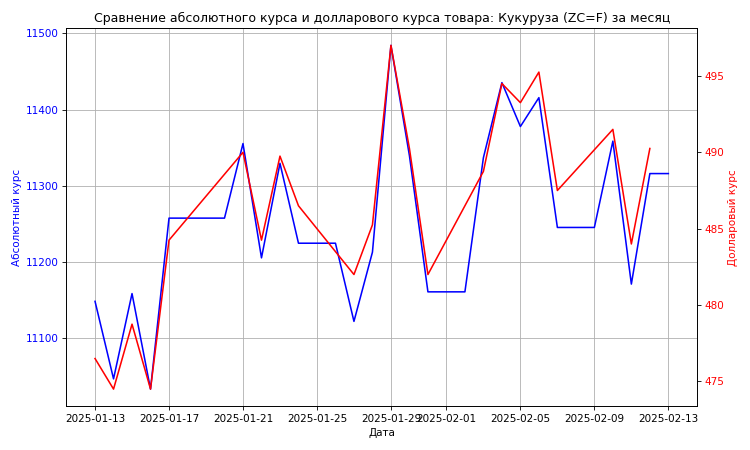 Сравнение абсолютного курса и долларового курса товара: Кукуруза (ZC=F) за месяц
11500
11400
11300
11200
11100
Абсолютный курс
495
490
485
480
475
Долларовый курс
2025-01-13 2025-01-17 2025-01-21 2025-01-25 2025-01-29 2025-02-01 2025-02-05 2025-02-09 2025-02-13
Дата